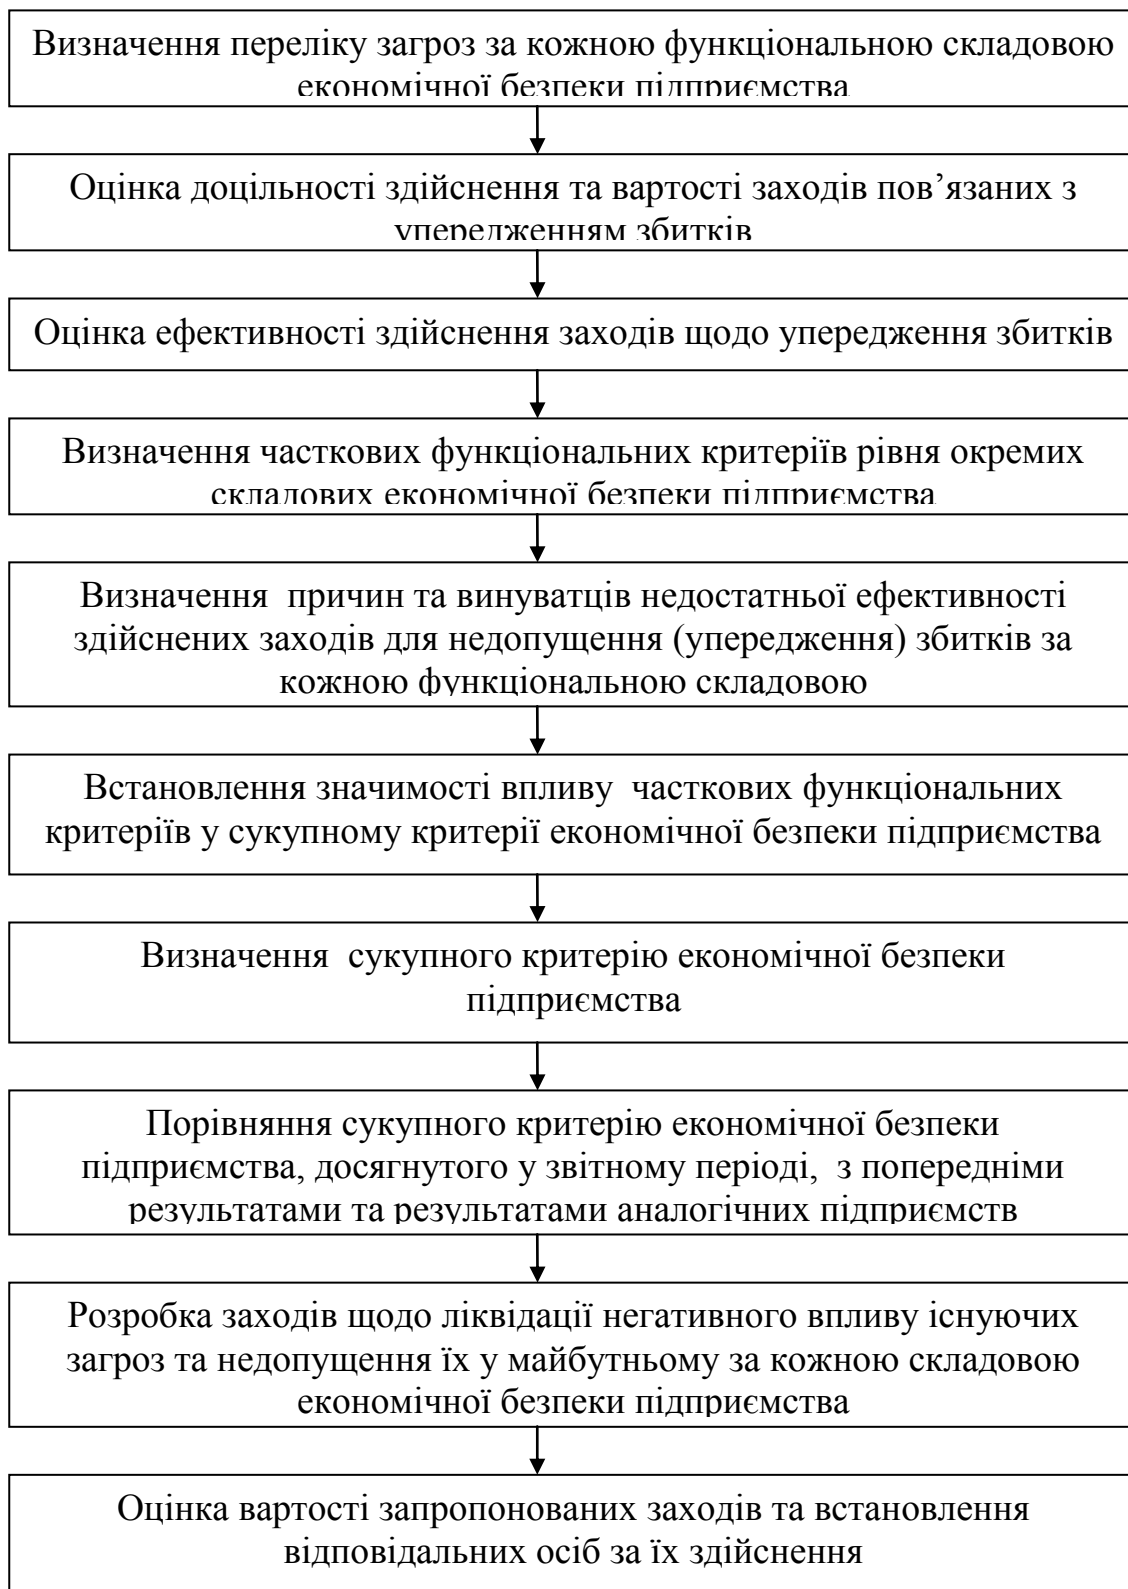 Визначення переліку загроз за кожною функціональною складовою
економічної безпеки підприємства
Оцінка доцільності здійснення та вартості заходів пов’язаних з
упередженням збитків
Оцінка ефективності здійснення заходів щодо упередження збитків
Визначення часткових функціональних критеріїв рівня окремих
складових економічної безпеки підприємства
Визначення  причин та винуватців недостатньої ефективності
здійснених заходів для недопущення (упередження) збитків за
кожною функціональною складовою
Встановлення значимості впливу  часткових функціональних
критеріїв у сукупному критерії економічної безпеки підприємства
Визначення  сукупного критерію економічної безпеки
підприємства
Порівняння сукупного критерію економічної безпеки
підприємства, досягнутого у звітному періоді,  з попередніми
результатами та результатами аналогічних підприємств
Розробка заходів щодо ліквідації негативного впливу існуючих
загроз та недопущення їх у майбутньому за кожною складовою
економічної безпеки підприємства
Оцінка вартості запропонованих заходів та встановлення
відповідальних осіб за їх здійснення